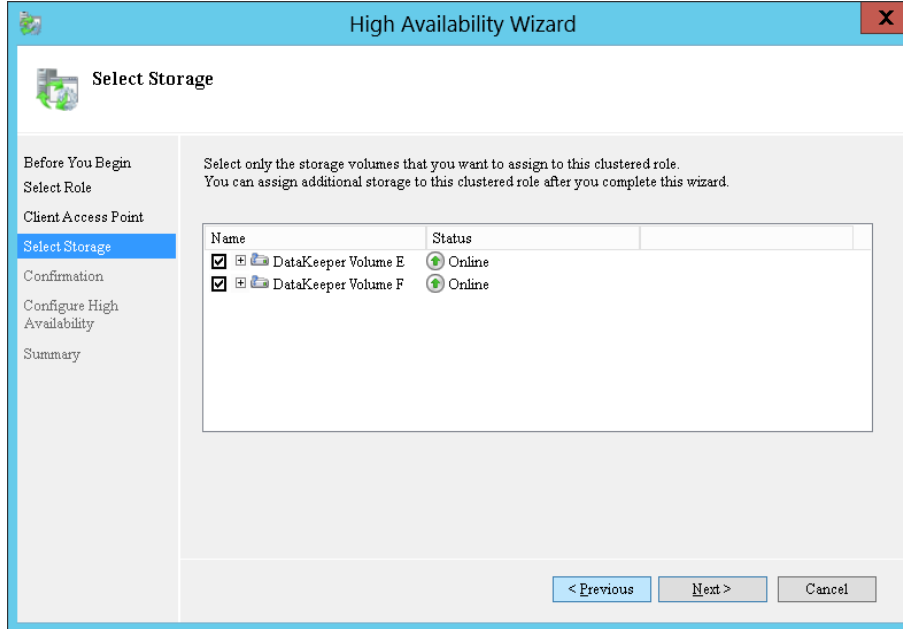 High Availability Wizard
X
Select Storage
Before You Begin
Select Role
Client Access Point
Select Storage
Confirmation
Configure High
Availability
Summary
Select only the storage volumes that you want to assign to this clustered role.
You can assign additional storage to this clustered role after you complete this wizard.
Name Status
DataKeeper Volume E Online
DataKeeper Volume F Online
< Previous Next > Cancel